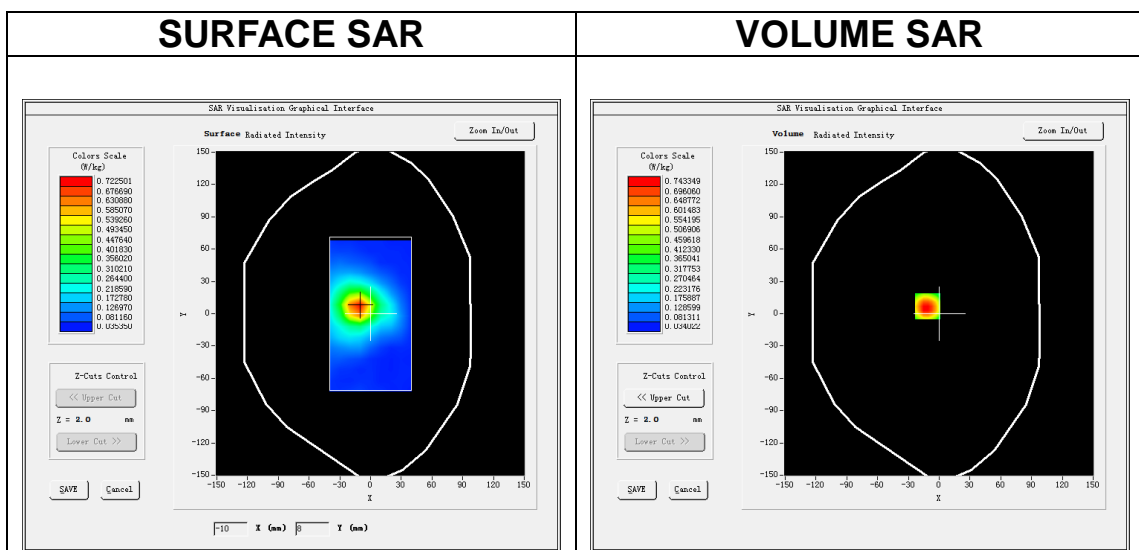 SURFACE SAR
VOLUME SAR
SAR Visualisation Graphical Interface
Surface Radiated Intensity
Zoom In/Out
Colors Scale
(W/kg)
0.722501
0.676690
0.630880
0.585070
0.539260
0.493450
0.447640
0.401830
0.356020
0.310210
0.264400
0.218590
0.172780
0.126970
0.081160
0.035350
Z-Cuts Control
<< Upper Cut
Z = 2.0 mm
Lower Cut >>
SAVE Cancel
150
120
90
60
30
0
-30
-60
-90
-120
-150
Y
-150 -120 -90 -60 -30 0 30 60 90 120 150
X
-10 X (mm) 8 Y (mm)
SAR Visualisation Graphical Interface
Volume Radiated Intensity
Zoom In/Out
Colors Scale
(W/kg)
0.743349
0.696060
0.648772
0.601483
0.554195
0.506906
0.459618
0.412330
0.365041
0.317753
0.270464
0.223176
0.175887
0.128599
0.081311
0.034022
Z-Cuts Control
<< Upper Cut
Z = 2.0 mm
Lower Cut >>
SAVE Cancel
150
120
90
60
30
0
-30
-60
-90
-120
-150
Y
-150 -120 -90 -60 -30 0 30 60 90 120 150
X